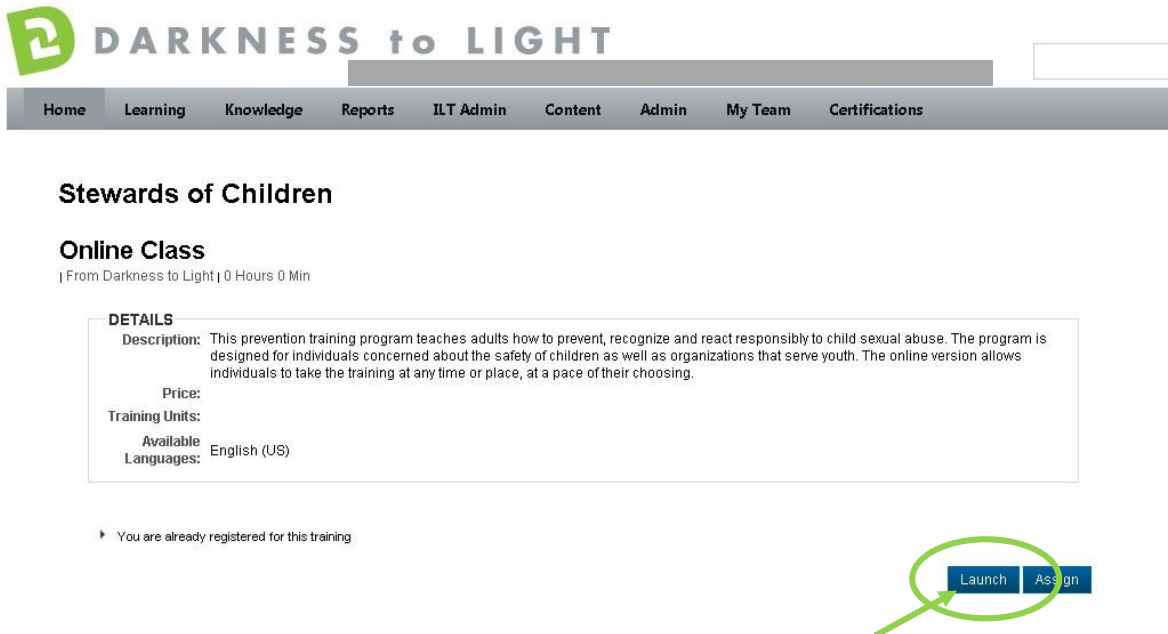 DARKNESS to LIGHT
Home Learning Knowledge Reports ILT Admin Content Admin My Team Certifications
Stewards of Children
Online Class
| From Darkness to Light | 0 Hours 0 Min
DETAILS
Description: This prevention training program teaches adults how to prevent, recognize and react responsibly to child sexual abuse. The program is
designed for individuals concerned about the safety of children as well as organizations that serve youth. The online version allows
individuals to take the training at any time or place, at a pace of their choosing.
Price:
Training Units:
Available
Languages: English (US)
You are already registered for this training
Launch Assign